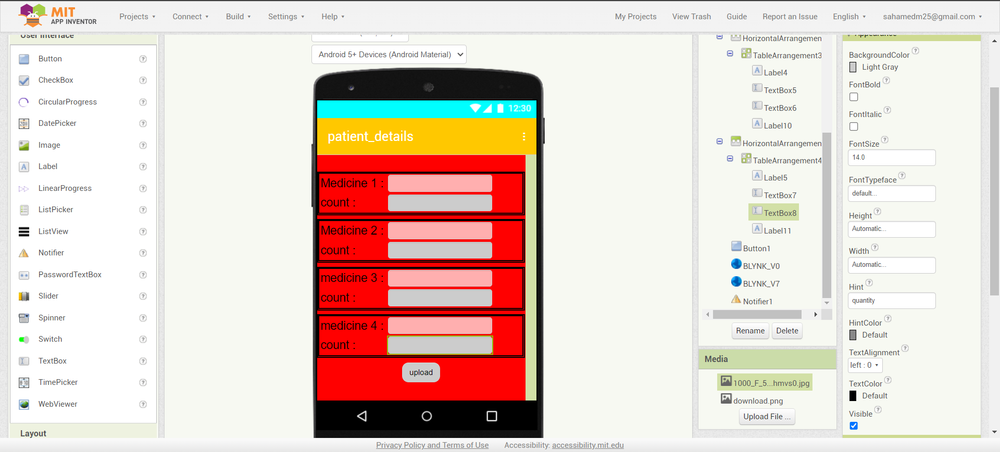 MIT
APP INVENTOR
Projects
Connect
Build
Settings
Help
My Projects
View Trash
Guide
Report an Issue
English
sahamedm25@gmail.com
User Interface
Button
CheckBox
CircularProgress
DatePicker
Image
Label
LinearProgress
ListPicker
ListView
Notifier
PasswordTextBox
Slider
Spinner
Switch
TextBox
TimePicker
WebViewer
Layout
Android 5+ Devices (Android Material)
12:30
patient_details
Medicine 1 :
count :
Medicine 2 :
count :
medicine 3 :
count :
medicine 4 :
count :
upload
HorizontalArrangemen
TableArrangement3
Label4
TextBox5
TextBox6
Label10
HorizontalArrangemen
TableArrangement4
Label5
TextBox7
TextBox8
Label11
Button1
BLYNK_V0
BLYNK_V7
Notifier1
Rename
Delete
Media
1000_F_5...hmvs0.jpg
download.png
Upload File ...
Appearance
BackgroundColor
Light Gray
FontBold
FontItalic
FontSize
14.0
FontTypeface
default...
Height
Automatic...
Width
Automatic...
Hint
quantity
HintColor
Default
TextAlignment
left : 0
TextColor
Default
Visible
Privacy Policy and Terms of Use
Accessibility: accessibility.mit.edu